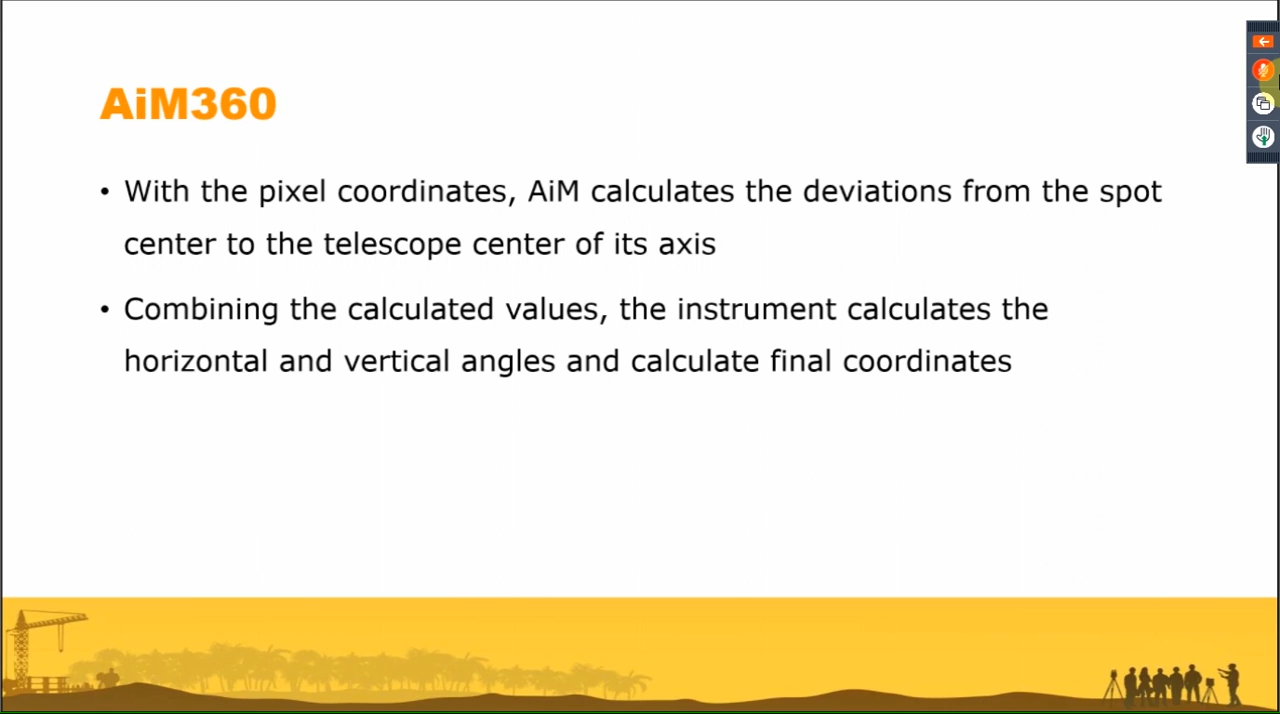 AiM360
• With the pixel coordinates, AiM calculates the deviations from the spot
center to the telescope center of its axis
• Combining the calculated values, the instrument calculates the
horizontal and vertical angles and calculate final coordinates